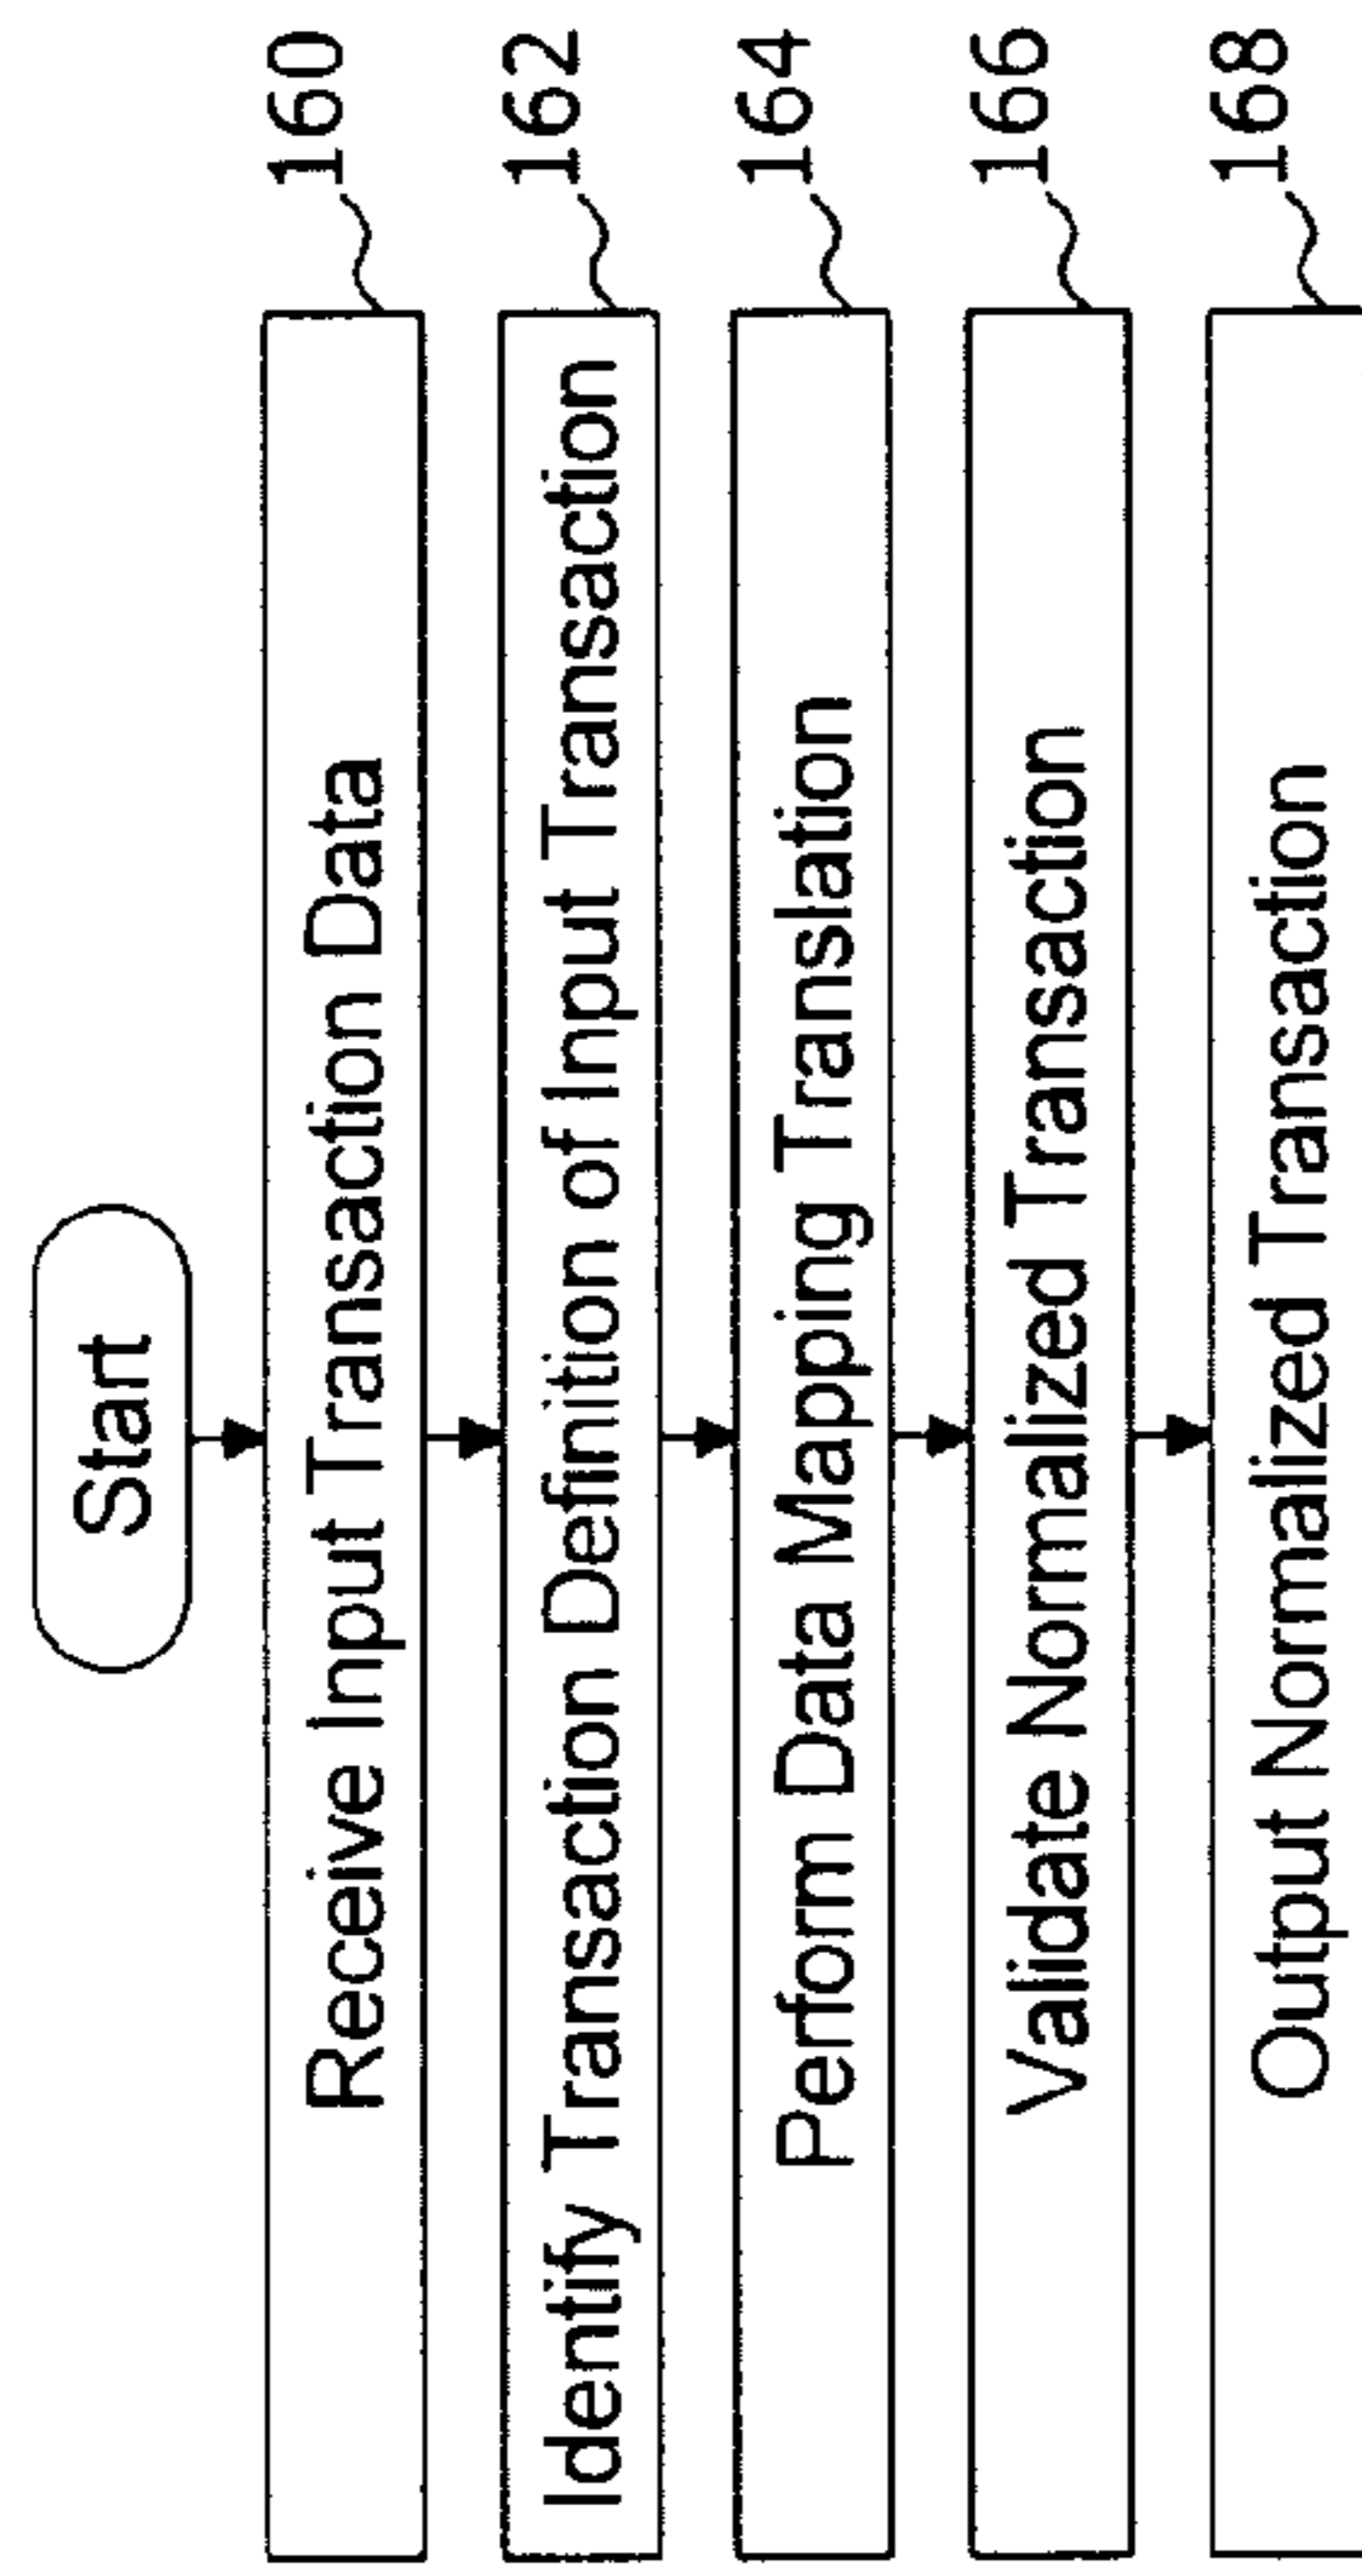 Start
Receive Input Transaction Data
160
Identify Transaction Definition of Input Transaction
162
Perform Data Mapping Translation
164
Validate Normalized Transaction
166
Output Normalized Transaction
168